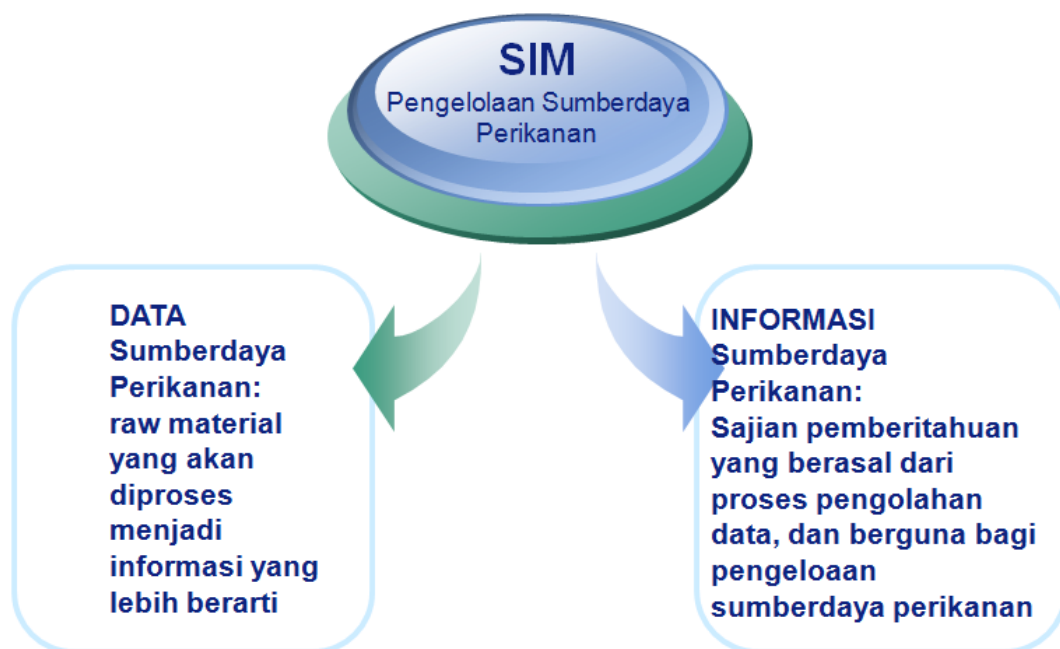 SIM
Pengelolaan Sumberdaya
Perikanan
DATA
Sumberdaya
Perikanan:
raw material
yang akan
diproses
menjadi
informasi yang
lebih berarti
INFORMASI
Sumberdaya
Perikanan:
Sajian pemberitahuan
yang berasal dari
proses pengolahan
data, dan berguna bagi
pengeloaan
sumberdaya perikanan